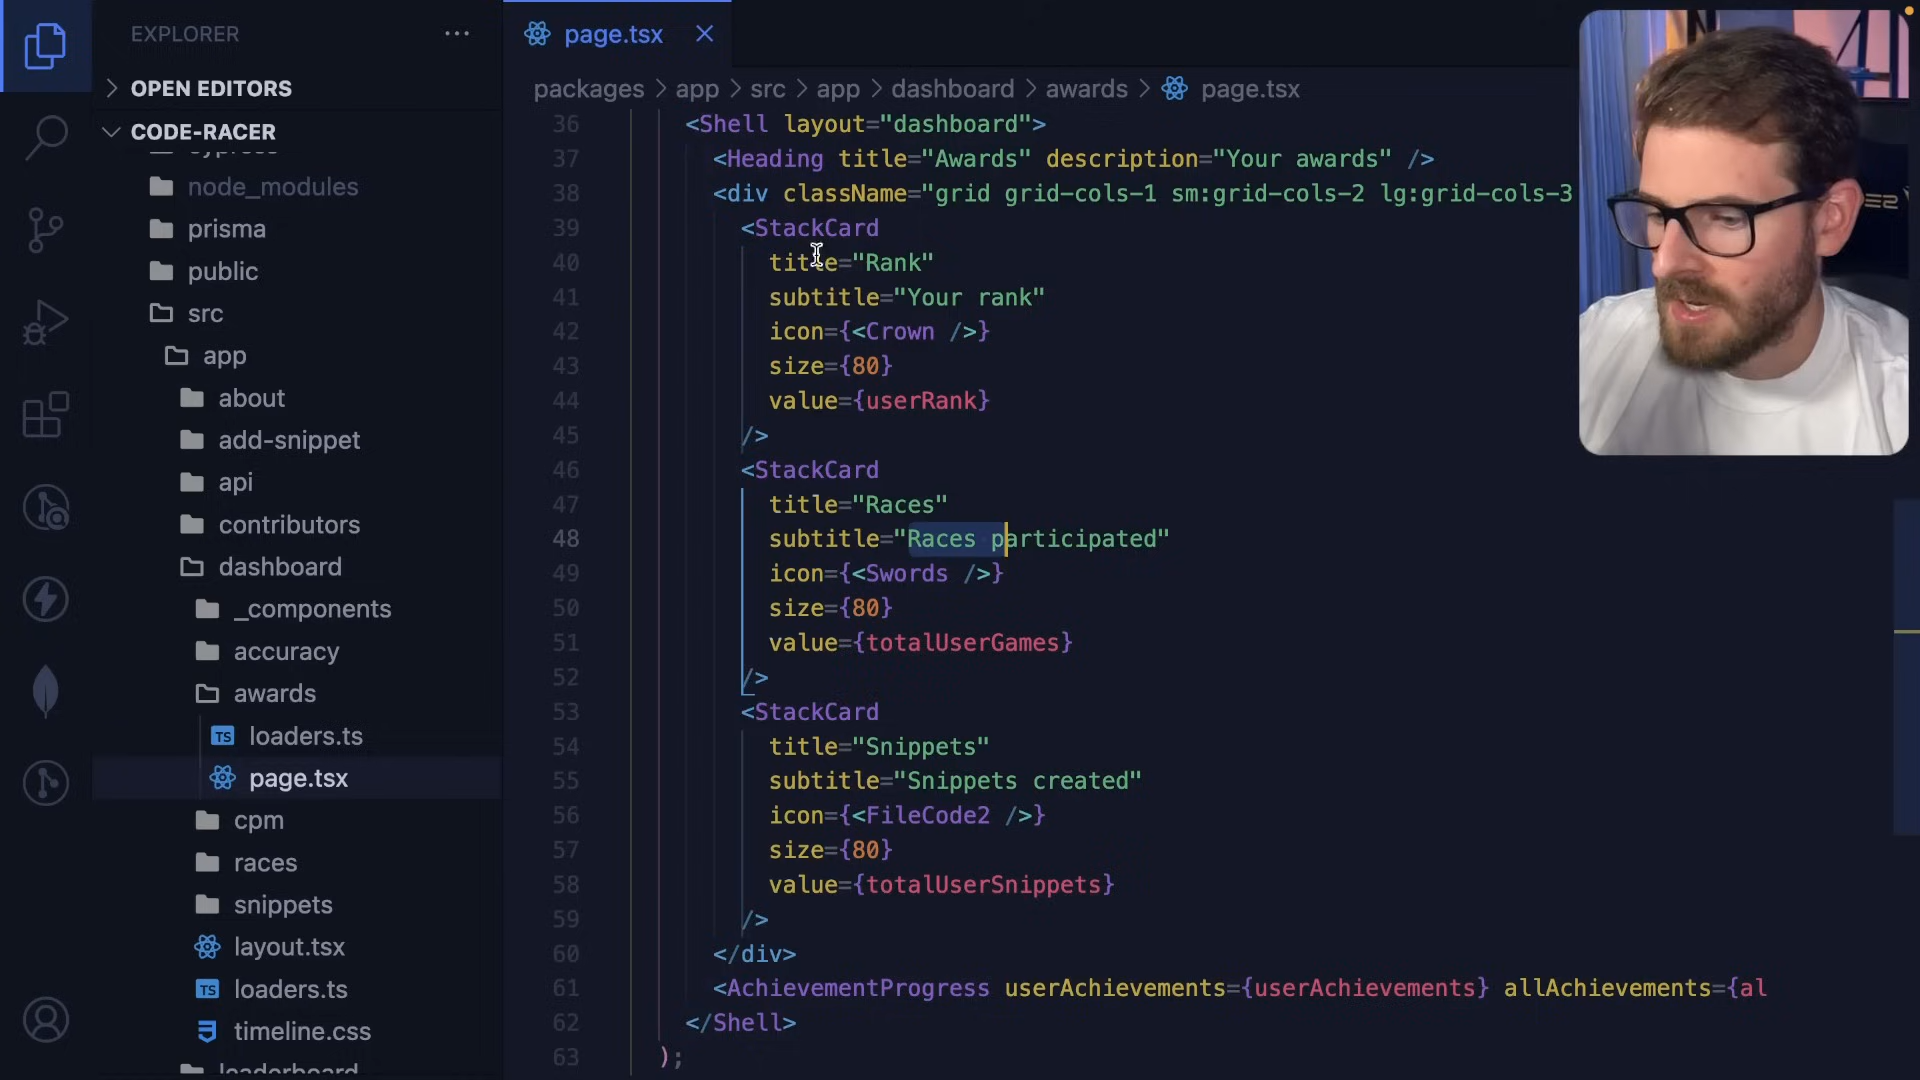 EXPLORER
OPEN EDITORS
CODE-RACER
cypress
node_modules
prisma
public
src
app
about
add-snippet
api
contributors
dashboard
_components
accuracy
awards
TS loaders.ts
page.tsx
cpm
races
snippets
layout.tsx
TS loaders.ts
timeline.css
leaderboard
page.tsx
packages > app > src > app > dashboard > awards > page.tsx
36 <Shell layout="dashboard">
37 <Heading title="Awards" description="Your awards" />
38 <div className="grid grid-cols-1 sm:grid-cols-2 lg:grid-cols-3
39 <StackCard
40 title="Rank"
41 subtitle="Your rank"
42 icon={<Crown />}
43 size={80}
44 value={userRank}
45 />
46 <StackCard
47 title="Races"
48 subtitle="Races participated"
49 icon={<Swords />}
50 size={80}
51 value={totalUserGames}
52 />
53 <StackCard
54 title="Snippets"
55 subtitle="Snippets created"
56 icon={<FileCode2 />}
57 size={80}
58 value={totalUserSnippets}
59 />
60 </div>
61 <AchievementProgress userAchievements={userAchievements} allAchievements={al
62 </Shell>
63 );